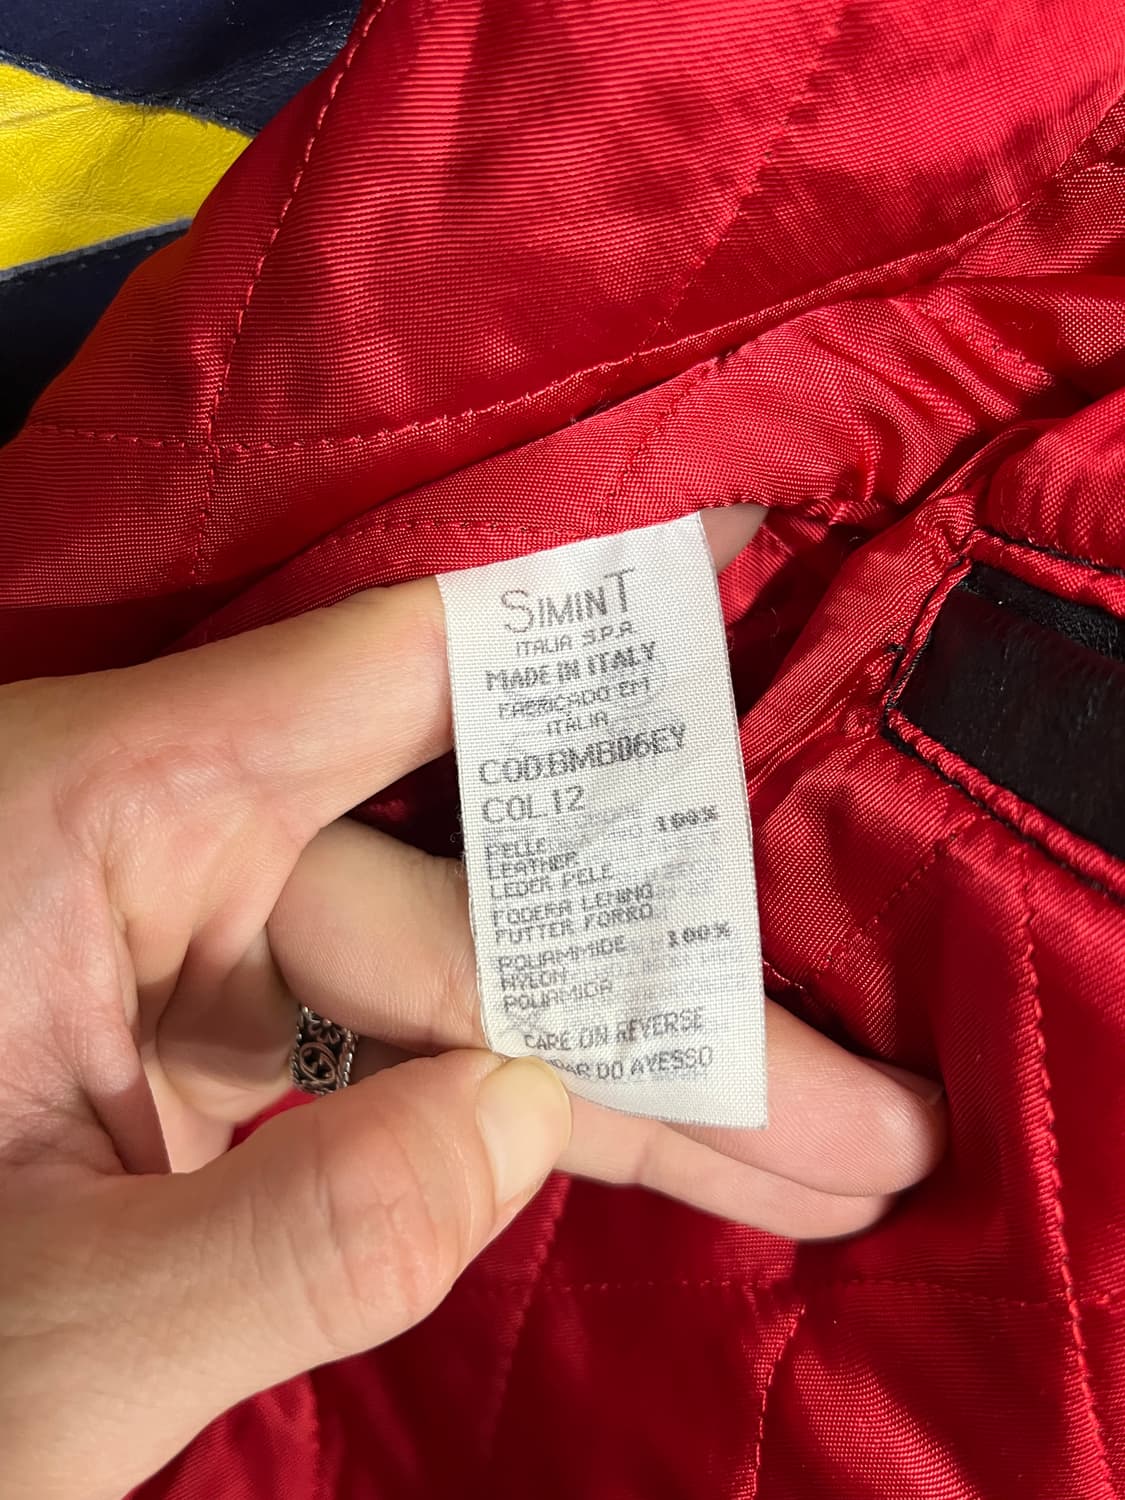 SIMINT
ITALIA S.P.A.
MADE IN ITALY
FABRICADO EM
ITÁLIA
COD.BMB06EY
COL.12
100%
PELLE
LEATHER
LEDER PELE
FODERA LINING
FUTTER FORRO
100%
POLIAMMIDE
NYLON
POLIAMIDA
CARE ON REVERSE
DO AVESSO